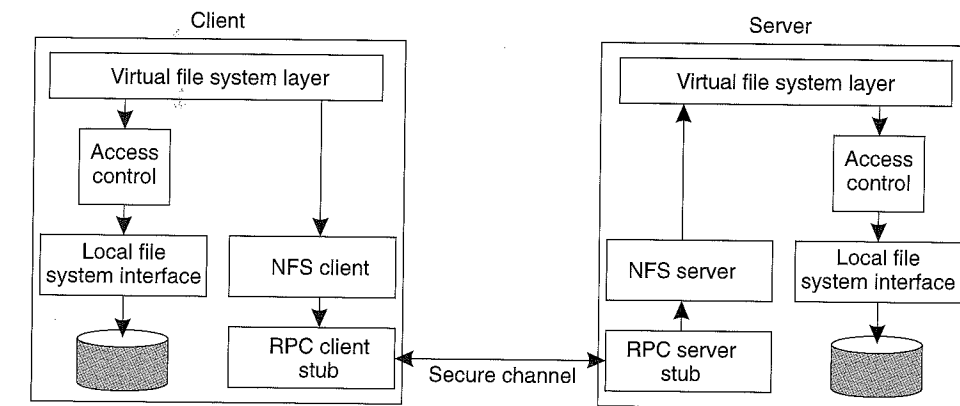 Client
Server
Virtual file system layer
Access
control
Local file
system interface
NFS client
RPC client
stub
Secure channel
Virtual file system layer
Access
control
NFS server
Local file
system interface
RPC server
stub